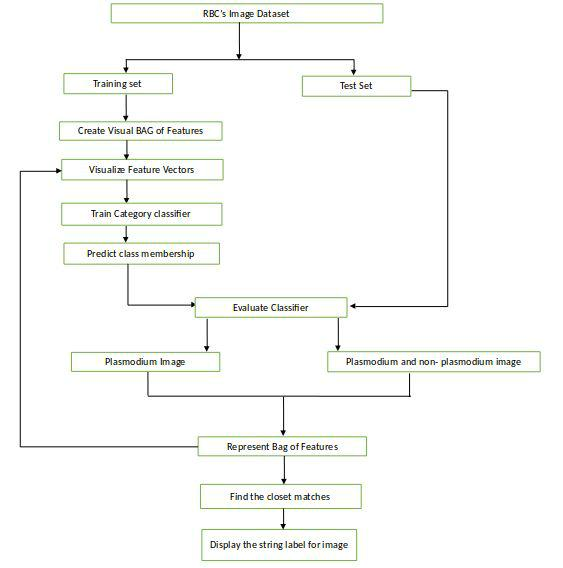 RBC's Image Dataset
Training set
Test Set
Create Visual BAG of Features
Visualize Feature Vectors
Train Category classifier
Predict class membership
Evaluate Classifier
Plasmodium Image
Plasmodium and non- plasmodium image
Represent Bag of Features
Find the closet matches
Display the string label for image